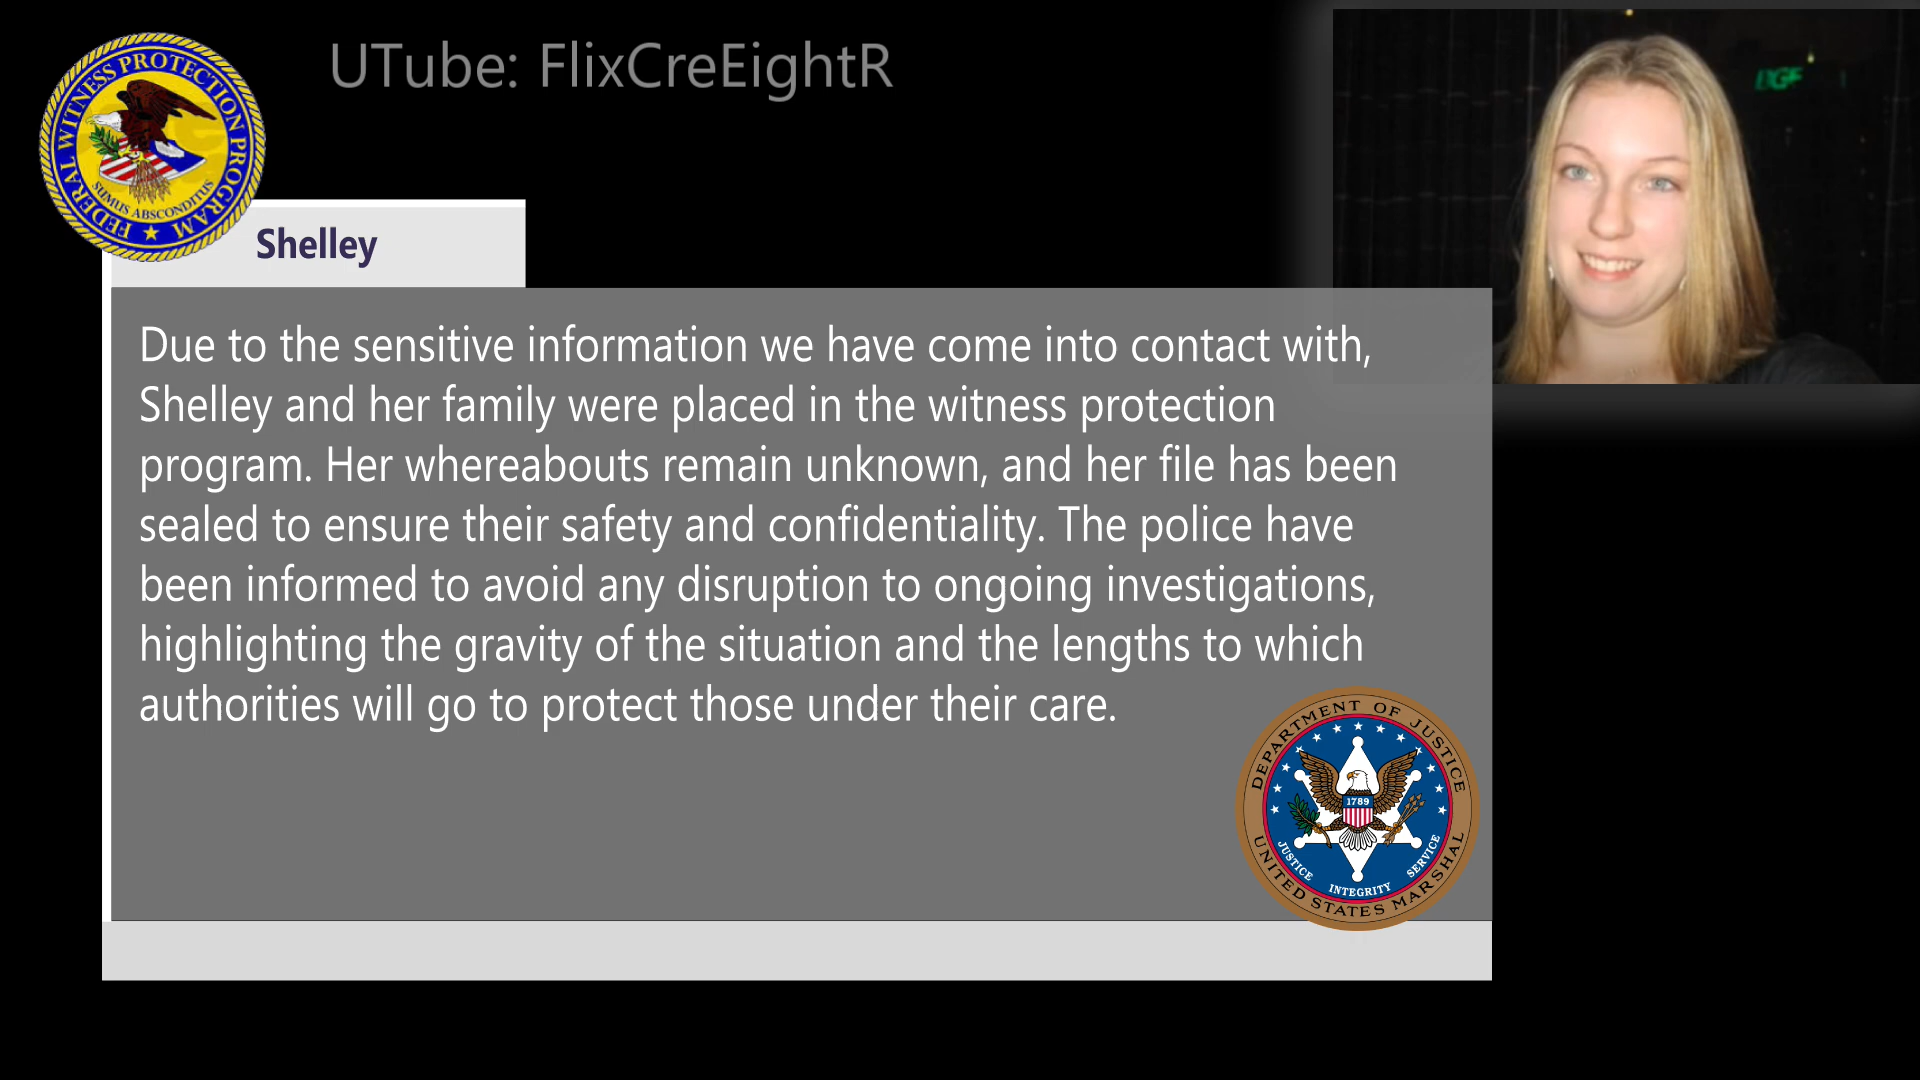 UTube: FlixCreEightR
FEDERAL WITNESS PROTECTION PROGRAM
SUMUS ABSCONDITUS
Shelley
Due to the sensitive information we have come into contact with,
Shelley and her family were placed in the witness protection
program. Her whereabouts remain unknown, and her file has been
sealed to ensure their safety and confidentiality. The police have
been informed to avoid any disruption to ongoing investigations,
highlighting the gravity of the situation and the lengths to which
authorities will go to protect those under their care.
DEPARTMENT OF JUSTICE
1789
JUSTICE INTEGRITY SERVICE
UNITED STATES MARSHAL